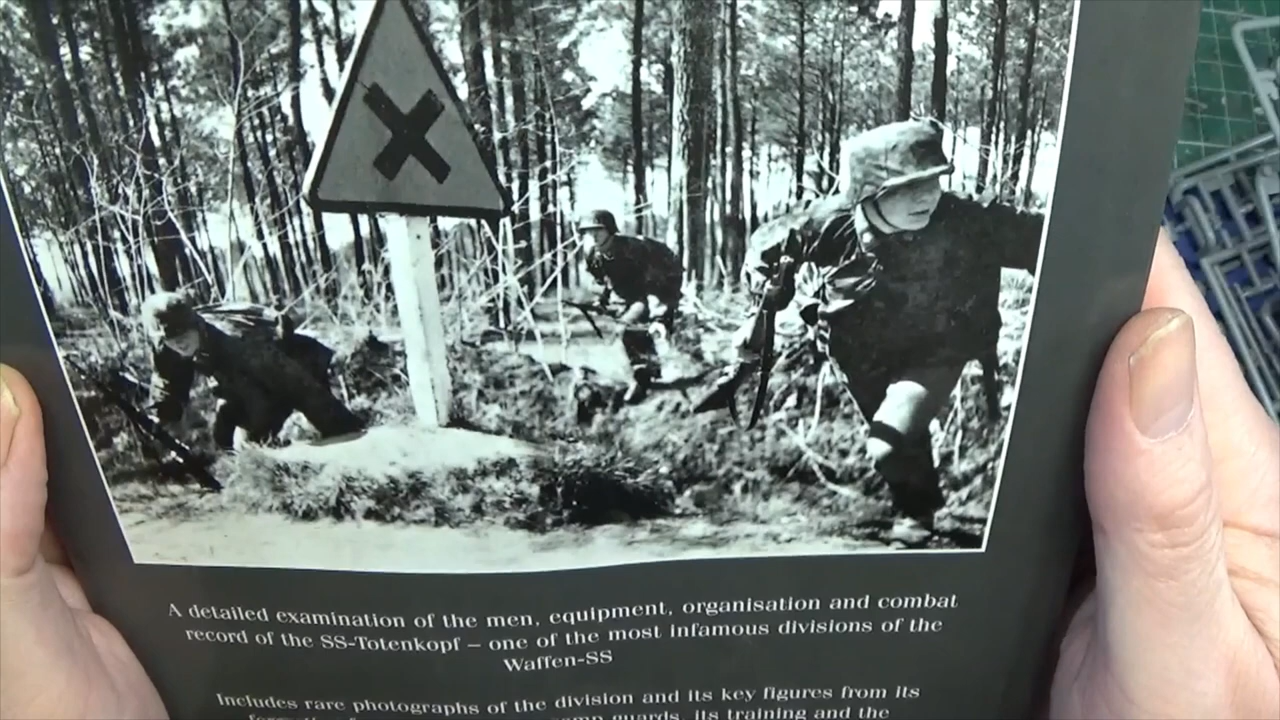 A detailed examination of the men, equipment, organisation and combat
record of the SS-Totenkopf – one of the most infamous divisions of the
Waffen-SS
Includes rare photographs of the division and its key figures from its
guards, its training and the